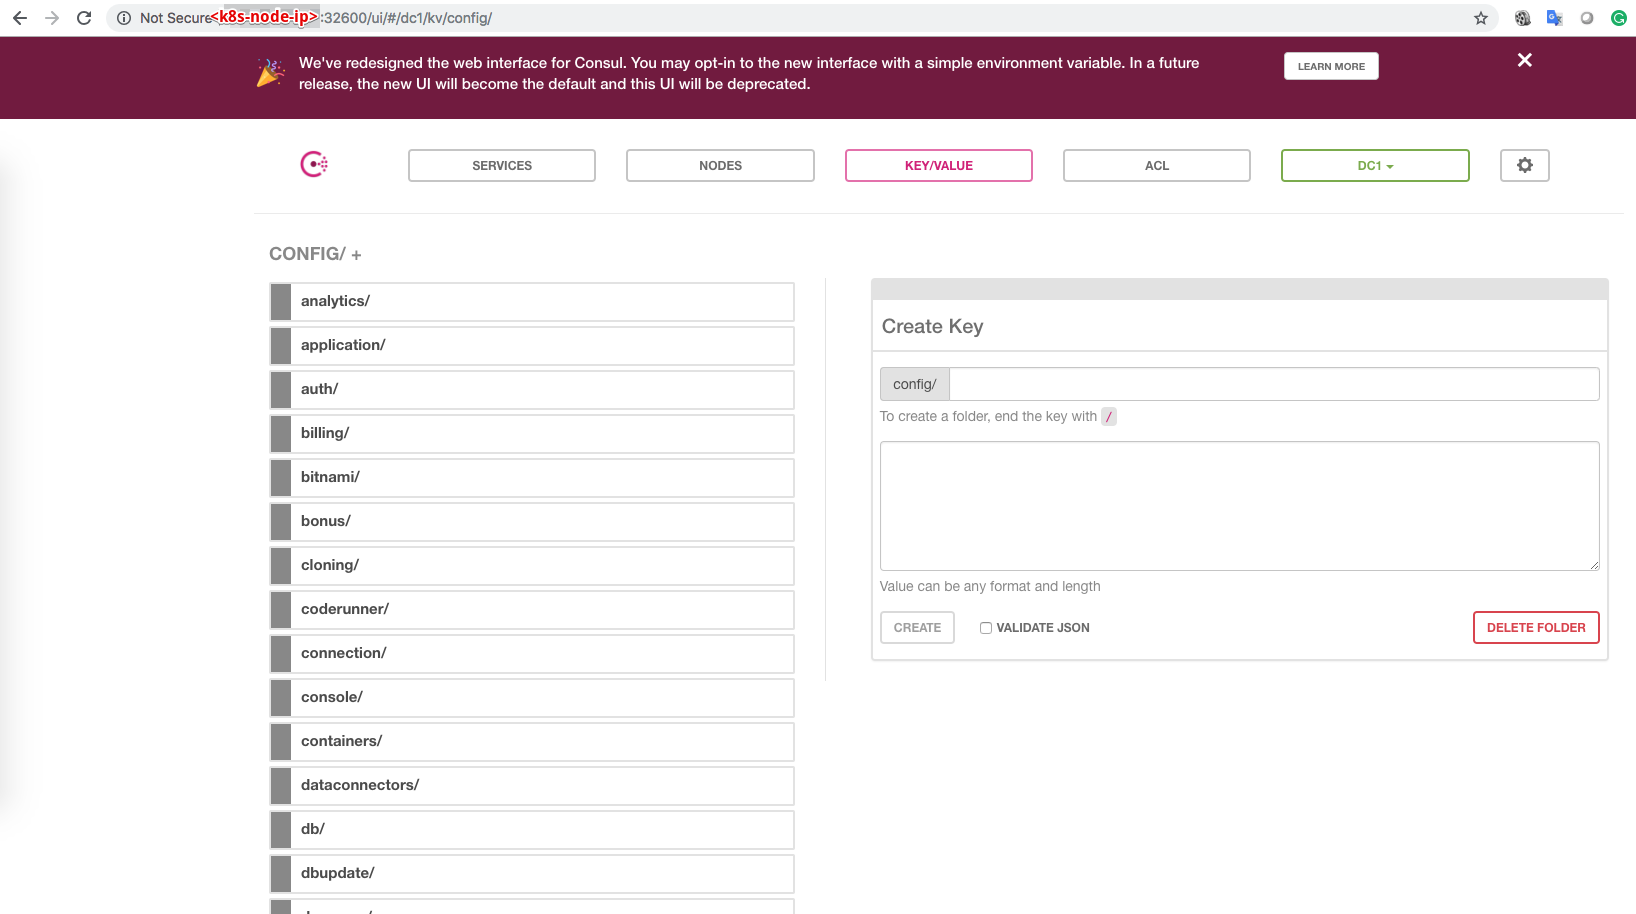 Not Secure <k8s-node-ip> :32600/ui/#/dc1/kv/config/
We've redesigned the web interface for Consul. You may opt-in to the new interface with a simple environment variable. In a future
release, the new UI will become the default and this UI will be deprecated.
LEARN MORE
SERVICES
NODES
KEY/VALUE
ACL
DC1
CONFIG/ +
analytics/
application/
auth/
billing/
bitnami/
bonus/
cloning/
coderunner/
connection/
console/
containers/
dataconnectors/
db/
dbupdate/
Create Key
config/
To create a folder, end the key with /
Value can be any format and length
CREATE
VALIDATE JSON
DELETE FOLDER